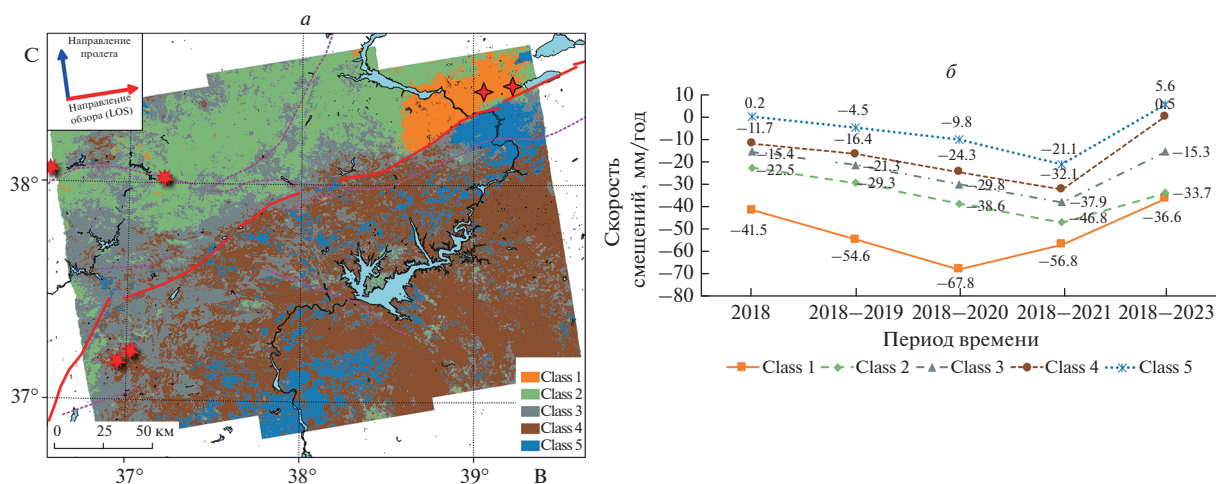 а
С
Направление
пролета
Направление
обзора (LOS)
38°
37°
0 25 50 КМ
Class 1
Class 2
Class 3
Class 4
Class 5
37° 38° 39° В
б
Скорость
смещений, мм/год
10
0
−10
−20
−30
−40
−50
−60
−70
−80
0.2 −4.5 −9.8 −21.1 5.6
−11.7 −16.4 −24.3 −32.1 0.5
−15.4 −21.3 −29.8 −37.9 −15.3
−22.5 −29.3 −38.6 −46.8 −33.7
−41.5 −54.6 −67.8 −56.8 −36.6
2018 2018−2019 2018−2020 2018−2021 2018−2023
Период времени
Class 1 Class 2 Class 3 Class 4 Class 5